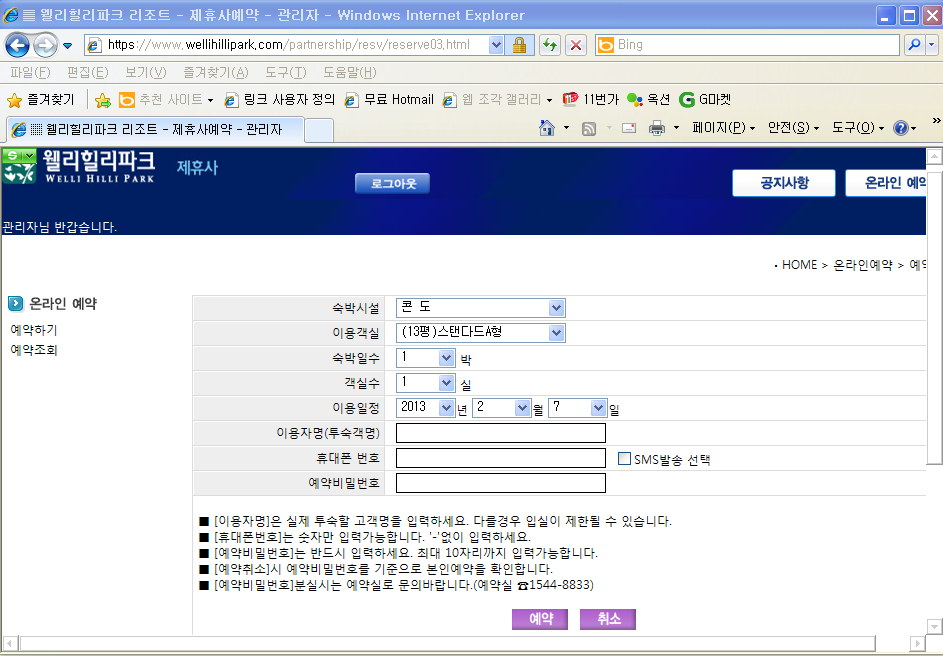 웰리힐리파크 리조트 - 제휴사예약 - 관리자 - Windows Internet Explorer
https://www.wellihillipark.com/partnership/resv/reserve03.html
Bing
파일(F) 편집(E) 보기(V) 즐겨찾기(A) 도구(T) 도움말(H)
즐겨찾기 추천 사이트 링크 사용자 정의 무료 Hotmail 웹 조각 갤러리 11번가 옥션 G마켓
웰리힐리파크 리조트 - 제휴사예약 - 관리자
페이지(P) 안전(S) 도구(O) »
웰리힐리파크 제휴사
WELLI HILLI PARK
로그아웃
공지사항 온라인 예약
관리자님 반갑습니다.
· HOME > 온라인예약 > 예약
온라인 예약
예약하기
예약조회
숙박시설 콘 도
이용객실 (13평)스탠다드A형
숙박일수 1 박
객실수 1 실
이용일정 2013 년 2 월 7 일
이용자명(투숙객명)
휴대폰 번호 SMS발송 선택
예약비밀번호
■ [이용자명]은 실제 투숙할 고객명을 입력하세요. 다를경우 입실이 제한될 수 있습니다.
■ [휴대폰번호]는 숫자만 입력가능합니다. '-'없이 입력하세요.
■ [예약비밀번호]는 반드시 입력하세요. 최대 10자리까지 입력가능합니다.
■ [예약취소]시 예약비밀번호를 기준으로 본인예약을 확인합니다.
■ [예약비밀번호]분실시는 예약실로 문의바랍니다.(예약실 ☎1544-8833)
예약 취소